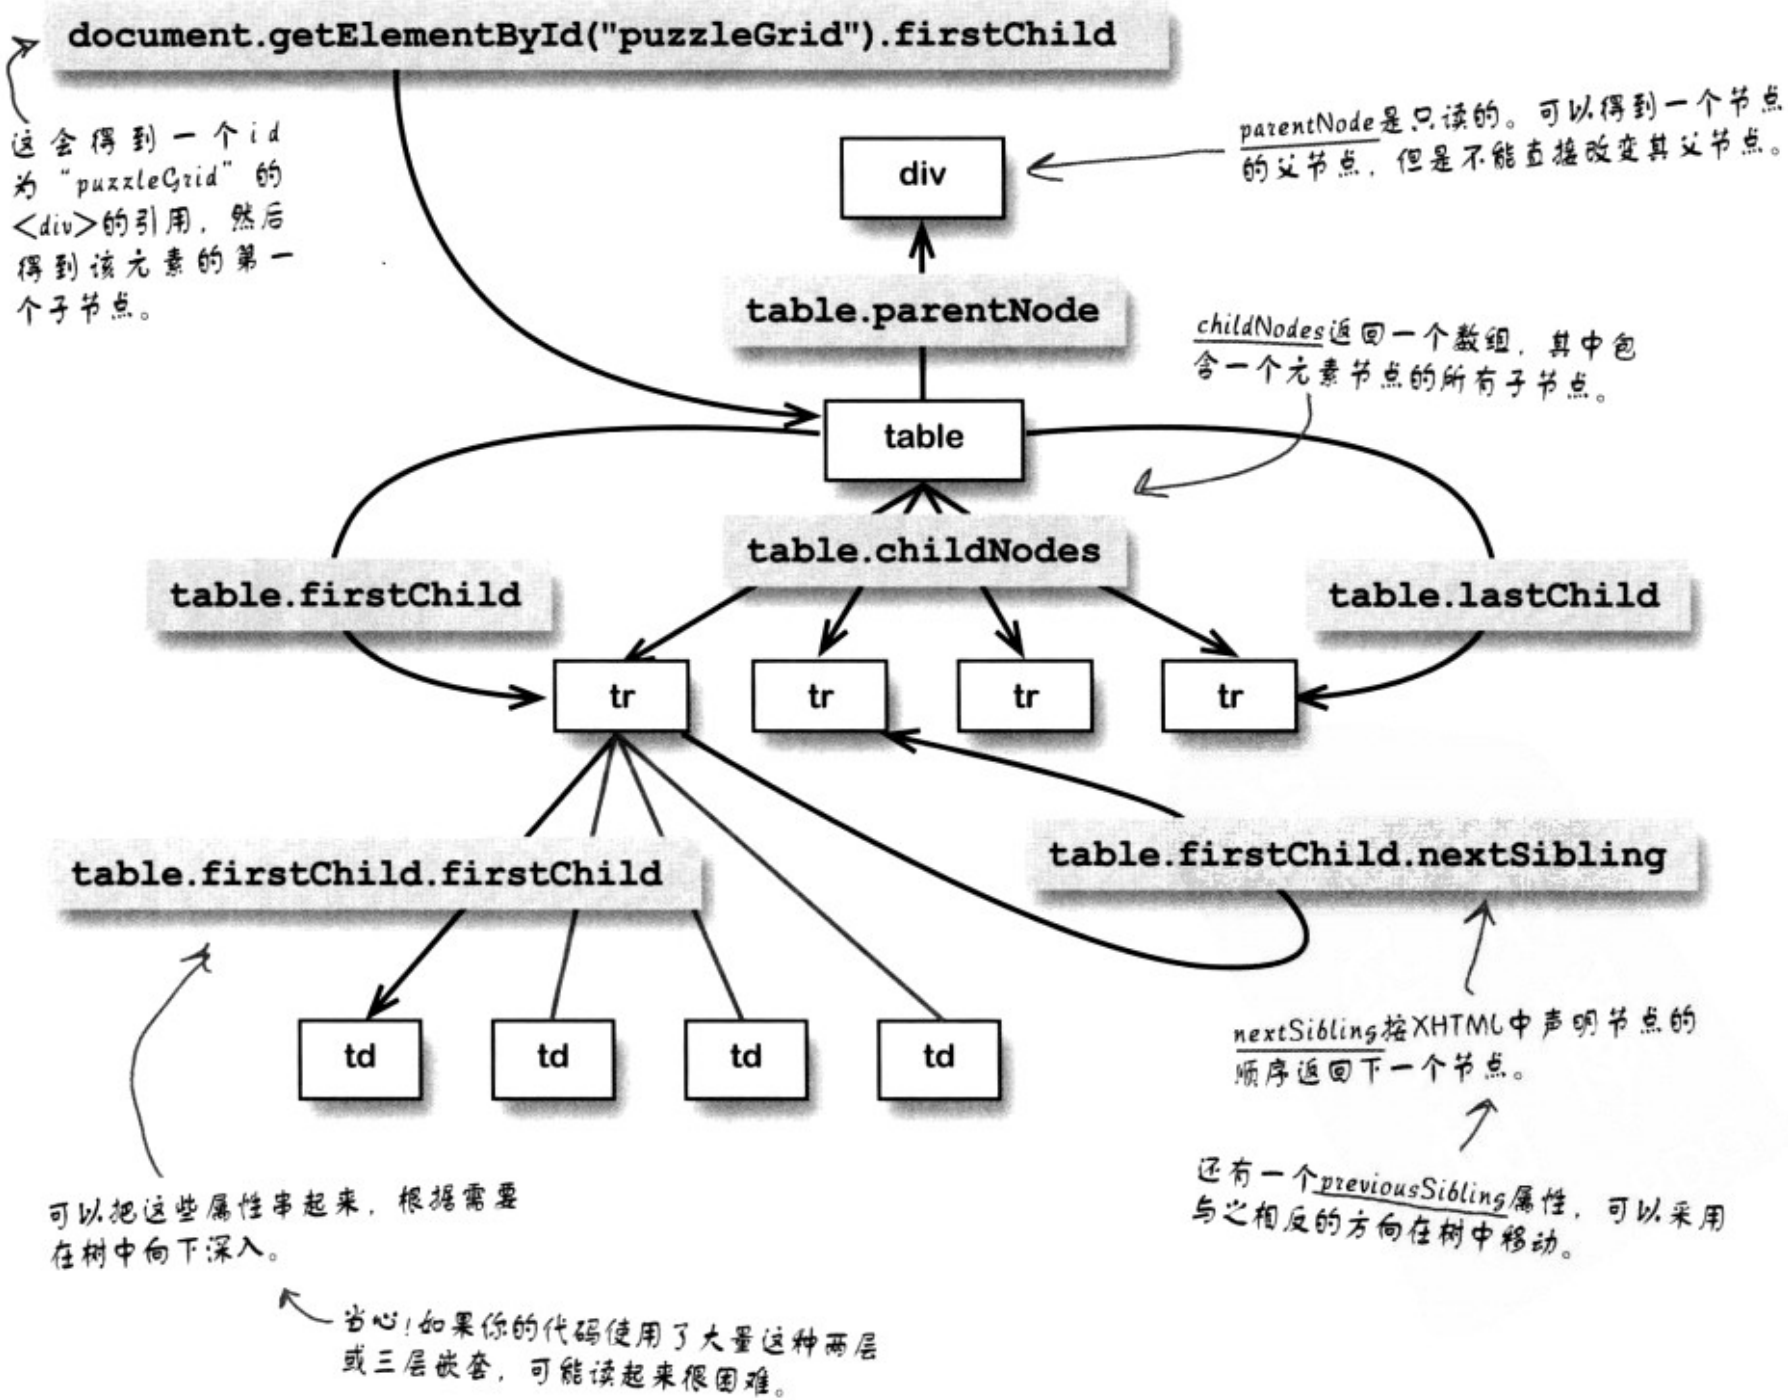 document.getElementById("puzzleGrid").firstChild
这会得到一个id
为“puzzleGrid”的
<div>的引用，然后
得到该元素的第一
个子节点。
parentNode是只读的。可以得到一个节点
的父节点，但是不能直接改变其父节点。
div
table.parentNode
childNodes返回一个数组，其中包
含一个元素节点的所有子节点。
table
table.childNodes
table.firstChild
table.lastChild
tr
tr
tr
tr
table.firstChild.firstChild
table.firstChild.nextSibling
td
td
td
td
nextSibling按XHTML中声明节点的
顺序返回下一个节点。
还有一个previousSibling属性，可以采用
与之相反的方向在树中移动。
可以把这些属性串起来，根据需要
在树中向下深入。
当心！如果你的代码使用了大量这种两层
或三层嵌套，可能读起来很困难。